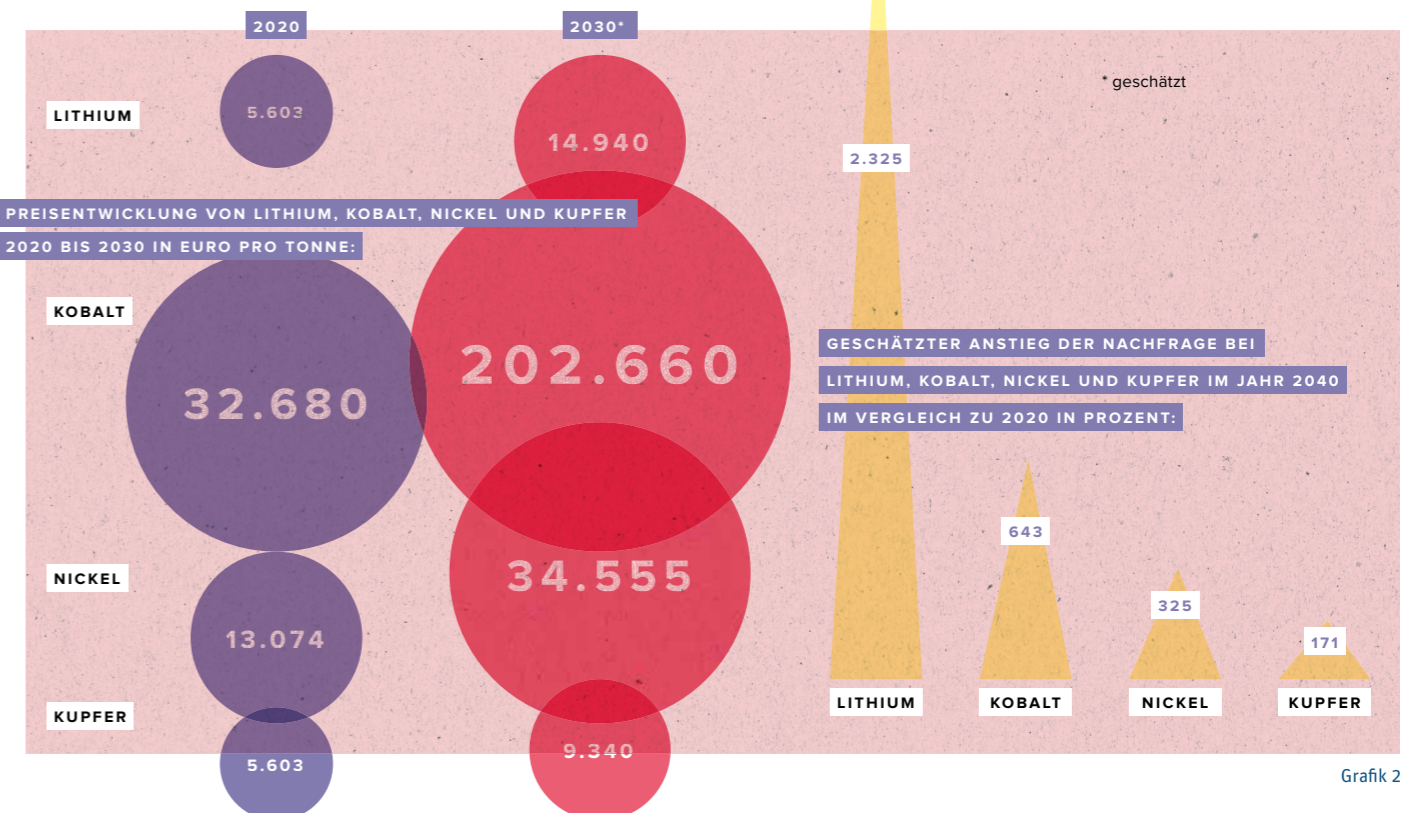 2020
2030*
* geschätzt
LITHIUM
5.603
14.940
PREISENTWICKLUNG VON LITHIUM, KOBALT, NICKEL UND KUPFER
2020 BIS 2030 IN EURO PRO TONNE:
KOBALT
32.680
202.660
NICKEL
13.074
34.555
KUPFER
5.603
9.340
2.325
GESCHÄTZTER ANSTIEG DER NACHFRAGE BEI
LITHIUM, KOBALT, NICKEL UND KUPFER IM JAHR 2040
IM VERGLEICH ZU 2020 IN PROZENT:
643
325
171
LITHIUM
KOBALT
NICKEL
KUPFER
Grafik 2